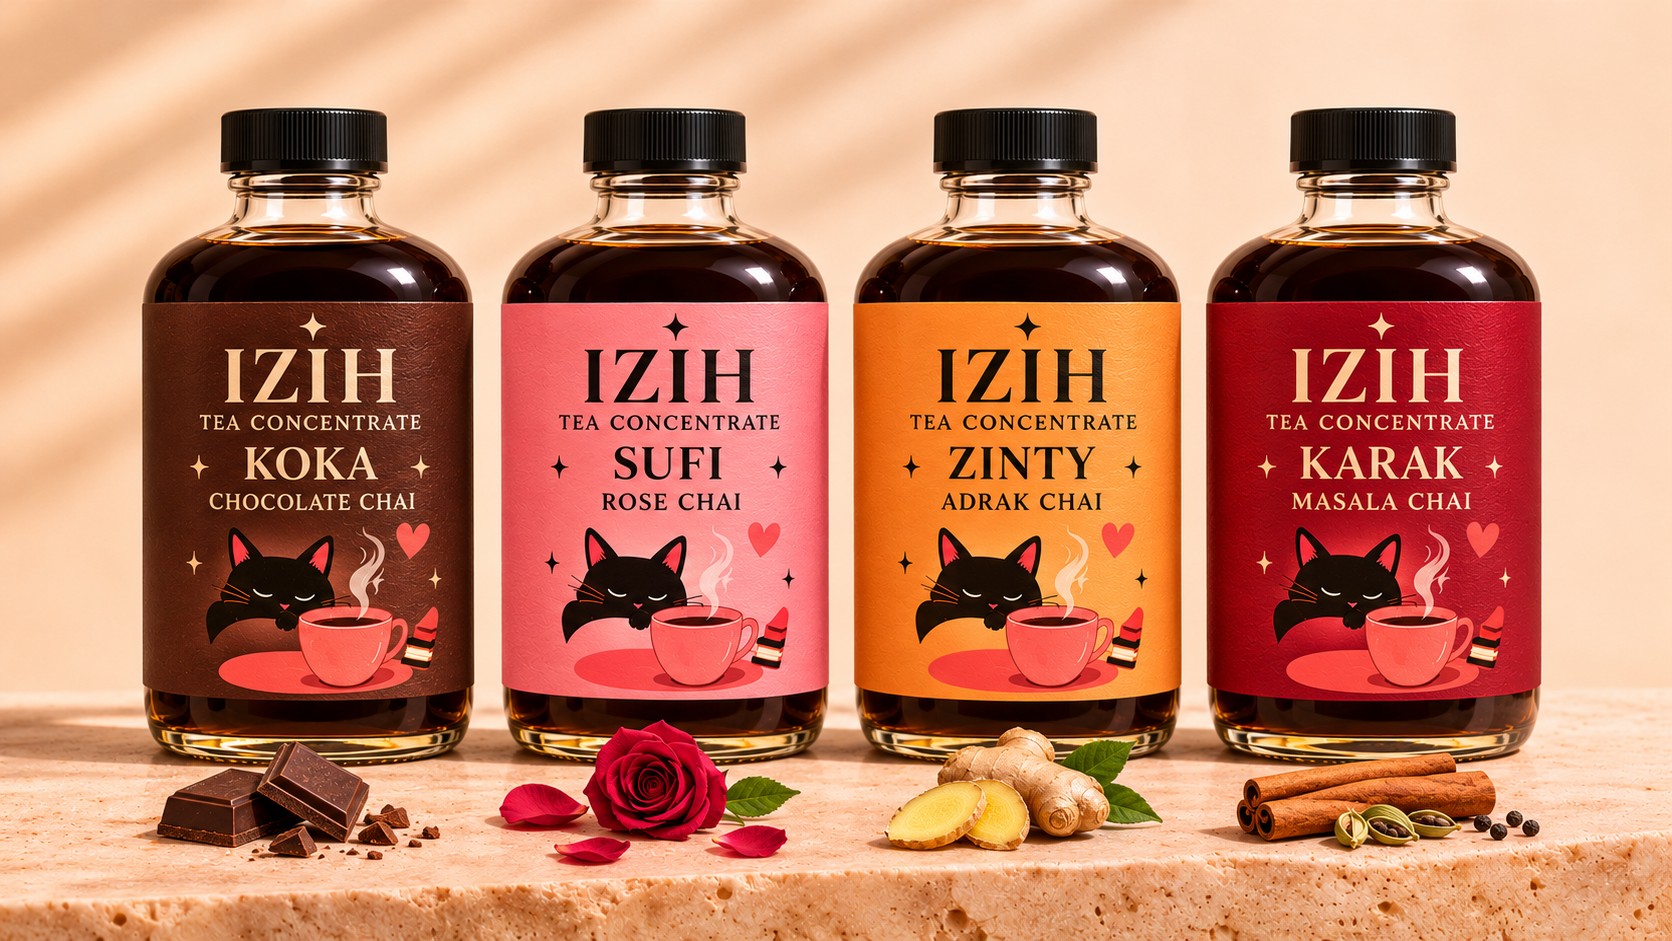 IZIH
TEA CONCENTRATE
KOKA
CHOCOLATE CHAI
IZIH
TEA CONCENTRATE
SUFI
ROSE CHAI
IZIH
TEA CONCENTRATE
ZINTY
ADRAK CHAI
IZIH
TEA CONCENTRATE
KARAK
MASALA CHAI